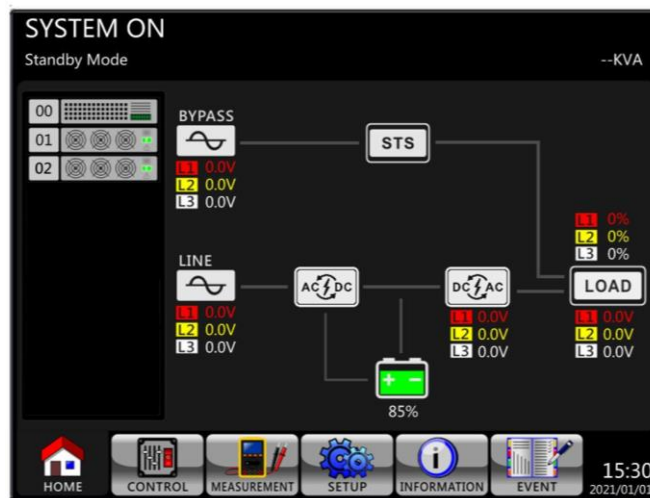 SYSTEM ON
Standby Mode
--KVA
00
01
02
BYPASS
L1 0.0V
L2 0.0V
L3 0.0V
STS
L1 0%
L2 0%
L3 0%
LINE
AC DC
DC AC
LOAD
L1 0.0V
L2 0.0V
L3 0.0V
L1 0.0V
L2 0.0V
L3 0.0V
L1 0.0V
L2 0.0V
L3 0.0V
+ -
85%
HOME
CONTROL
MEASUREMENT
SETUP
INFORMATION
EVENT
15:30
2021/01/01